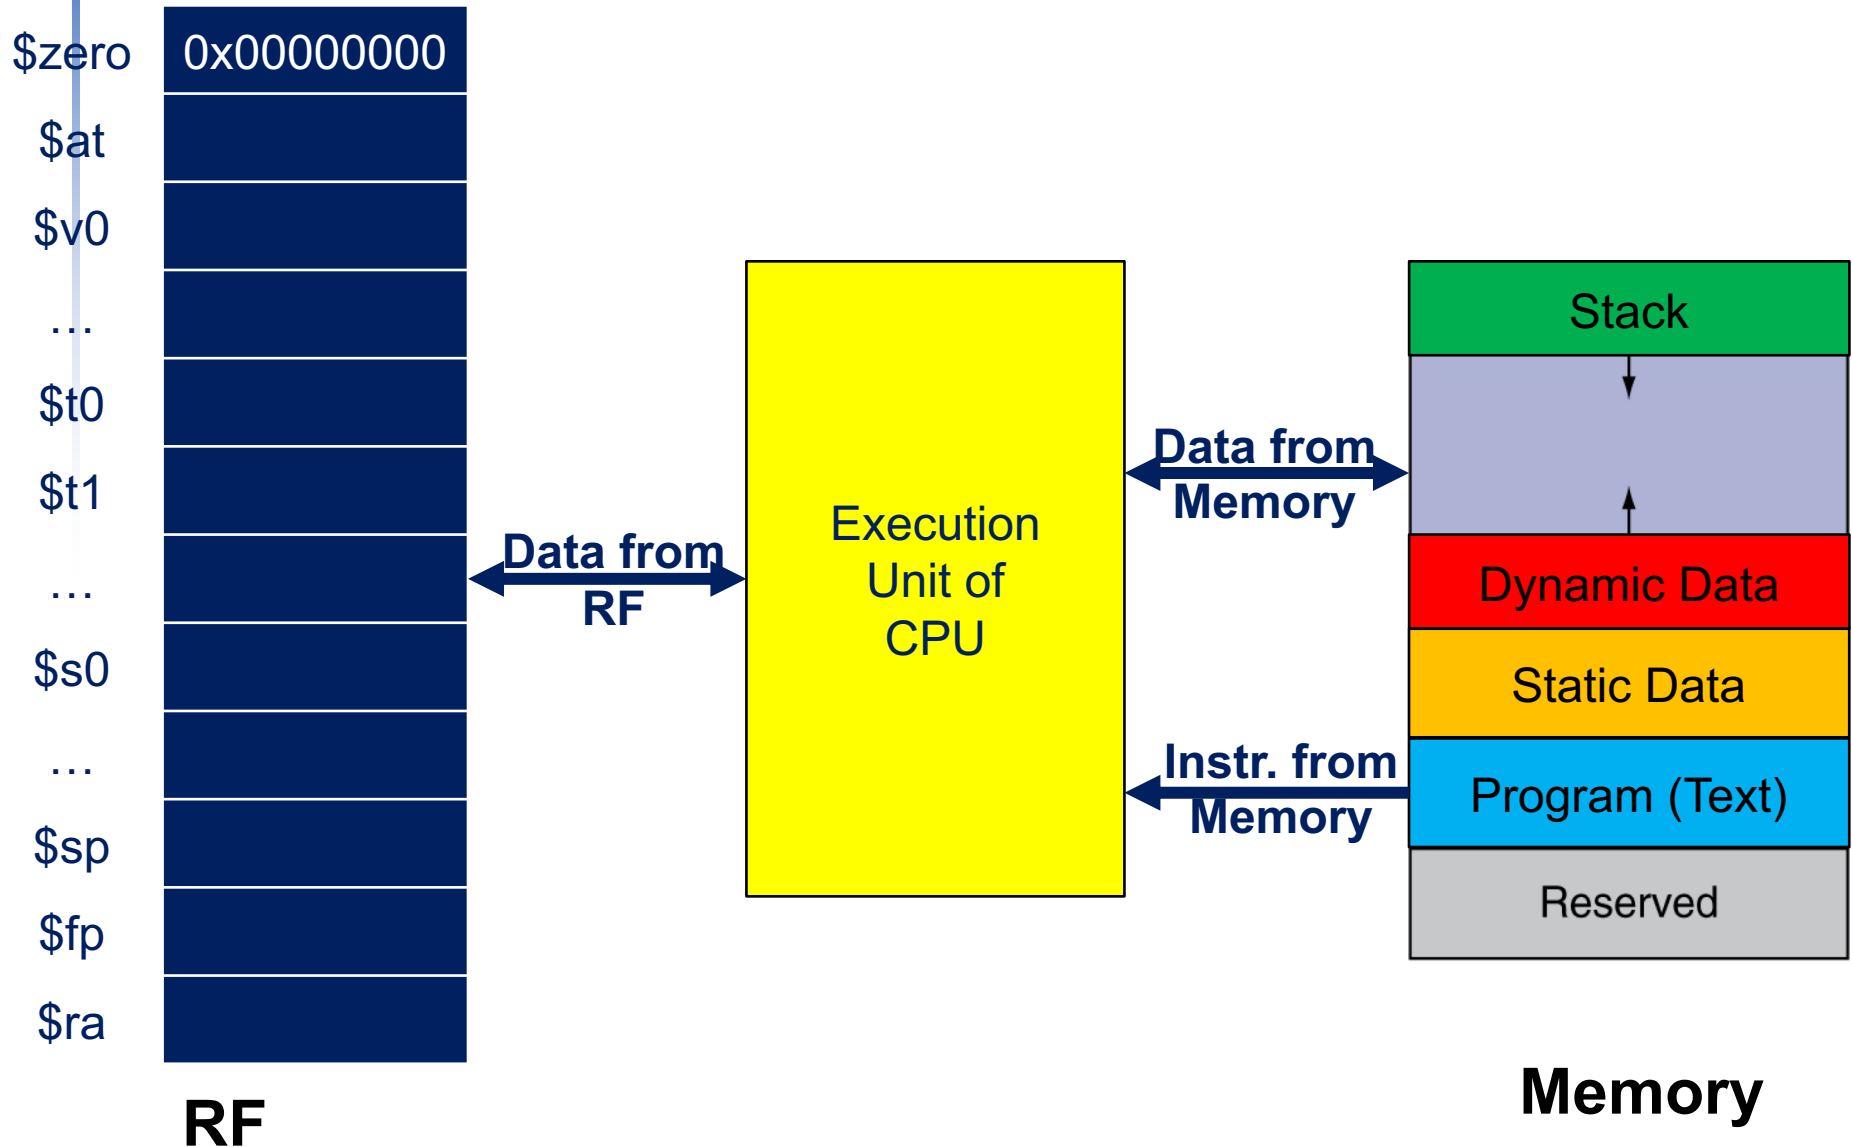 $zero
0x00000000
$at
$v0
…
$t0
$t1
…
$s0
…
$sp
$fp
$ra
RF
Data from
RF
Execution
Unit of
CPU
Data from
Memory
Instr. from
Memory
Stack
Dynamic Data
Static Data
Program (Text)
Reserved
Memory